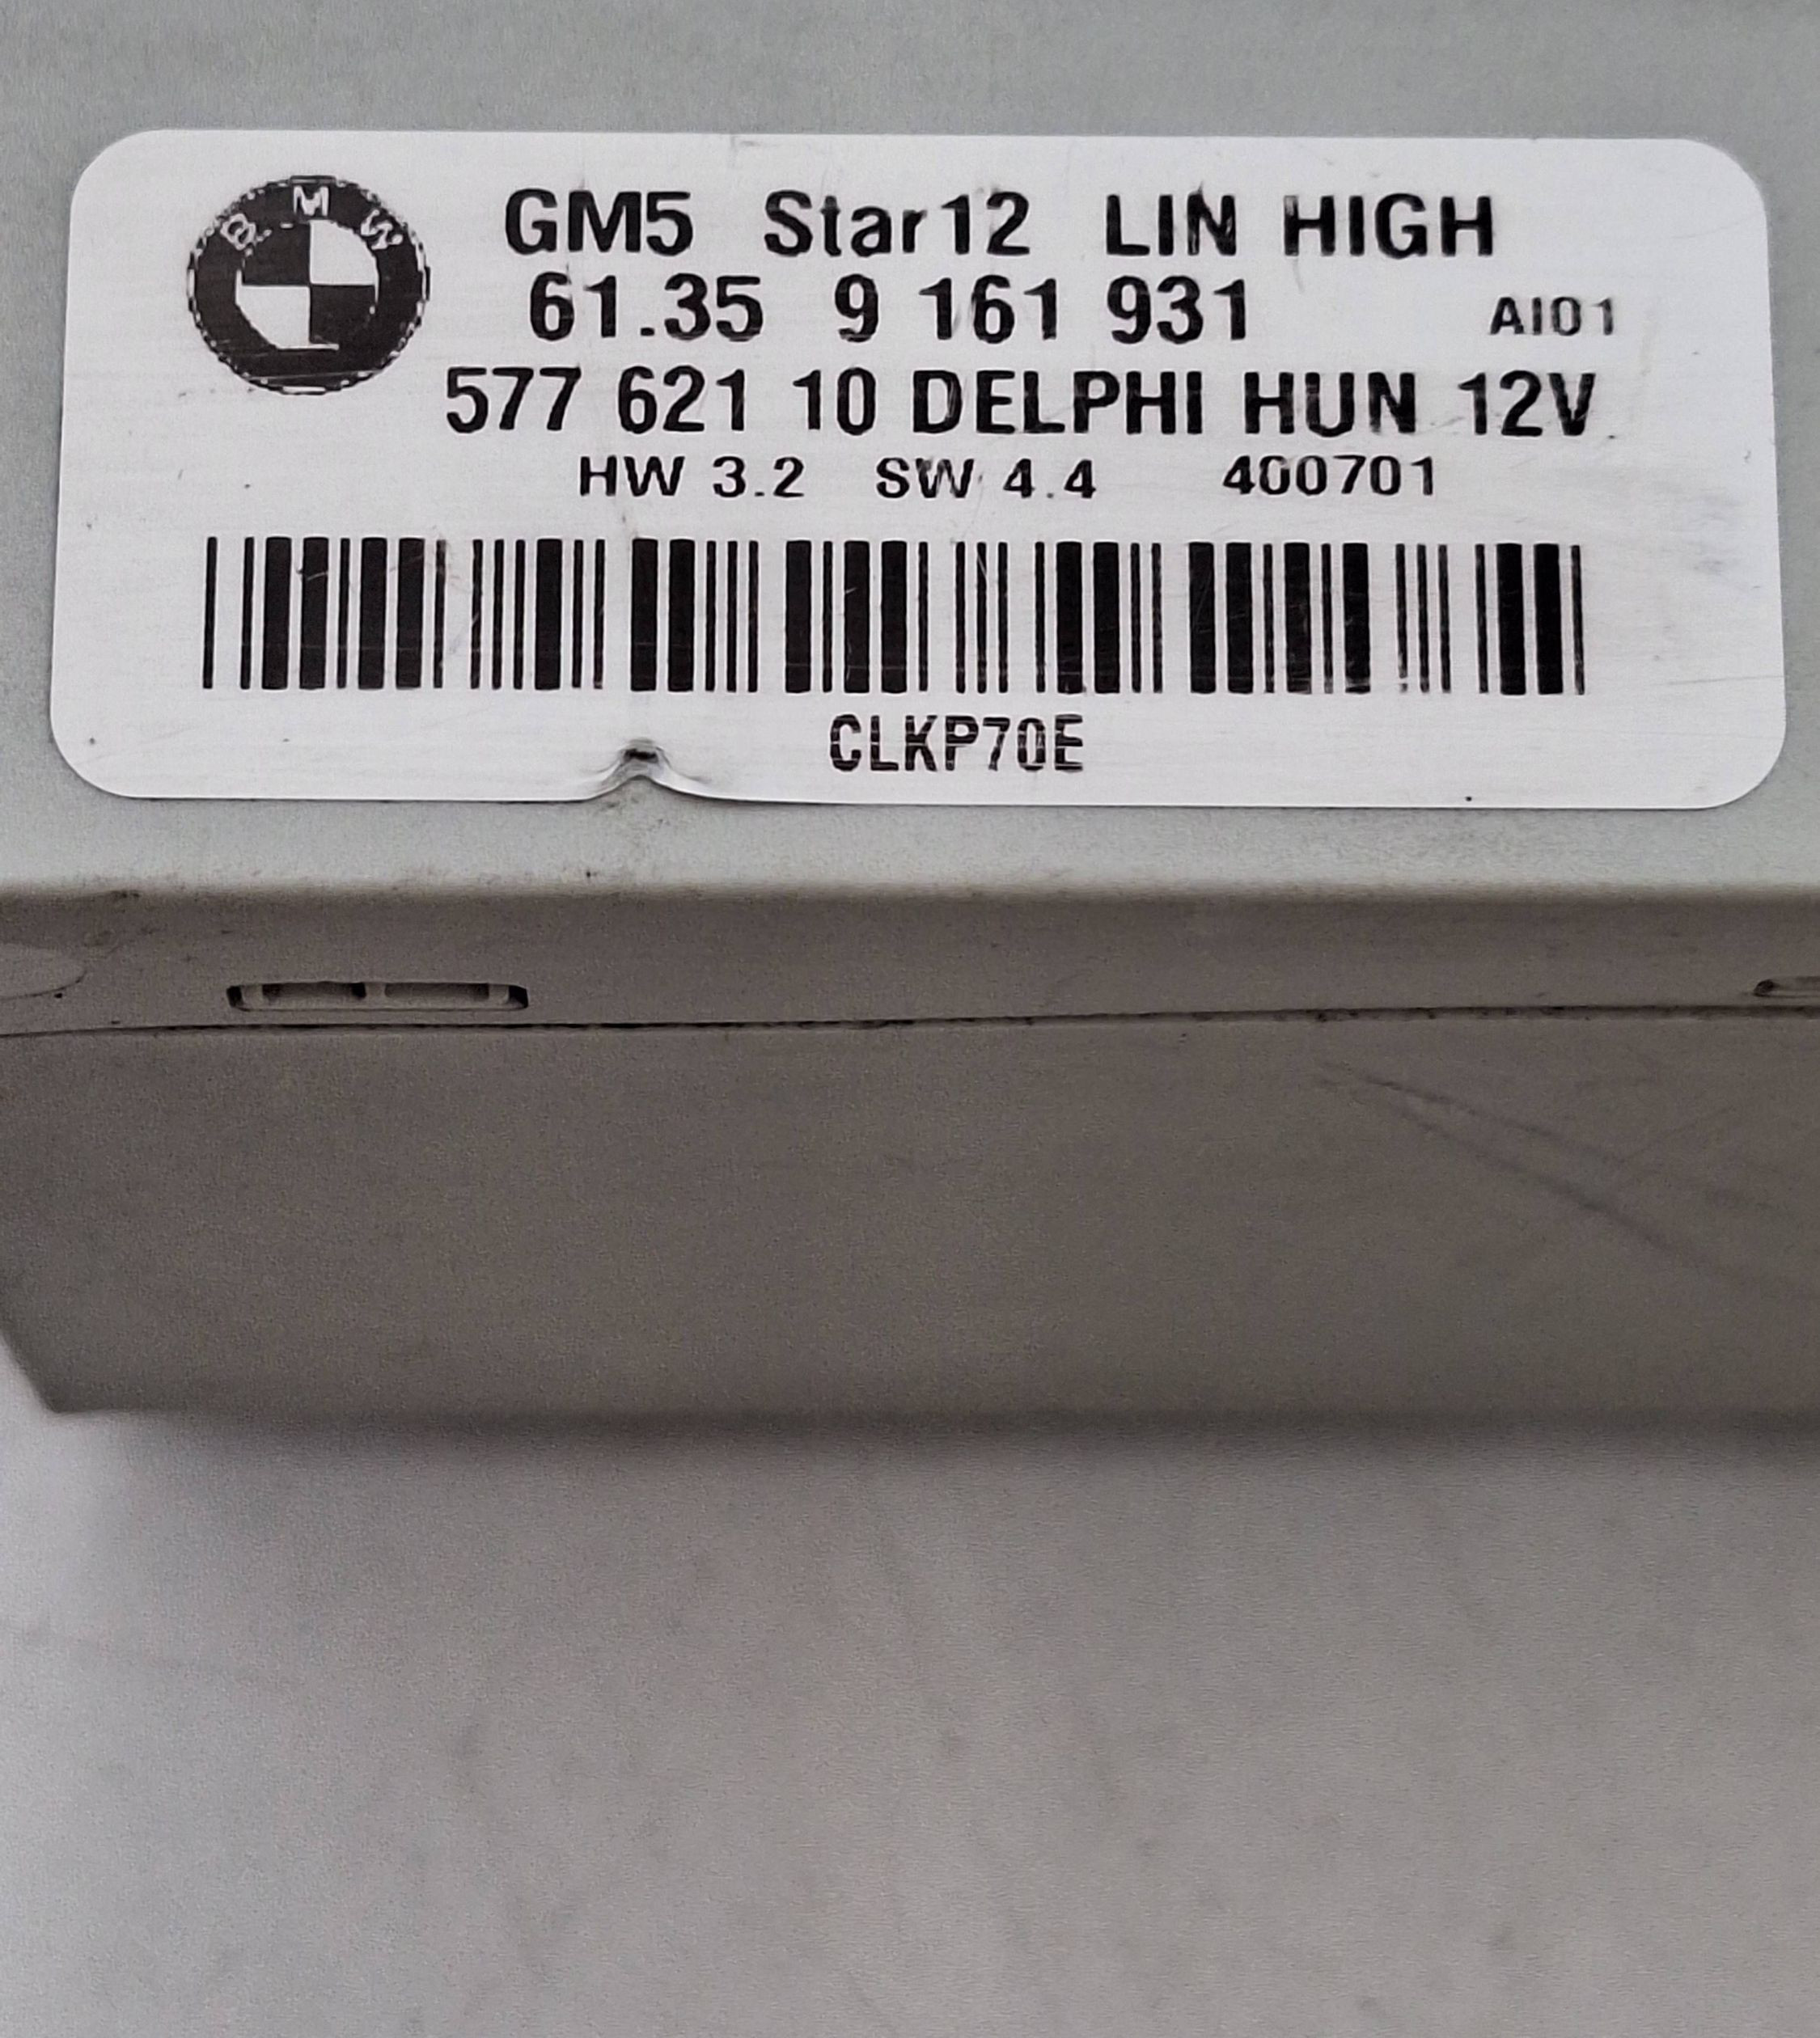 BMW
GM5 Star12 LIN HIGH
61.35 9 161 931 AI01
577 621 10 DELPHI HUN 12V
HW 3.2 SW 4.4 400701
CLKP70E